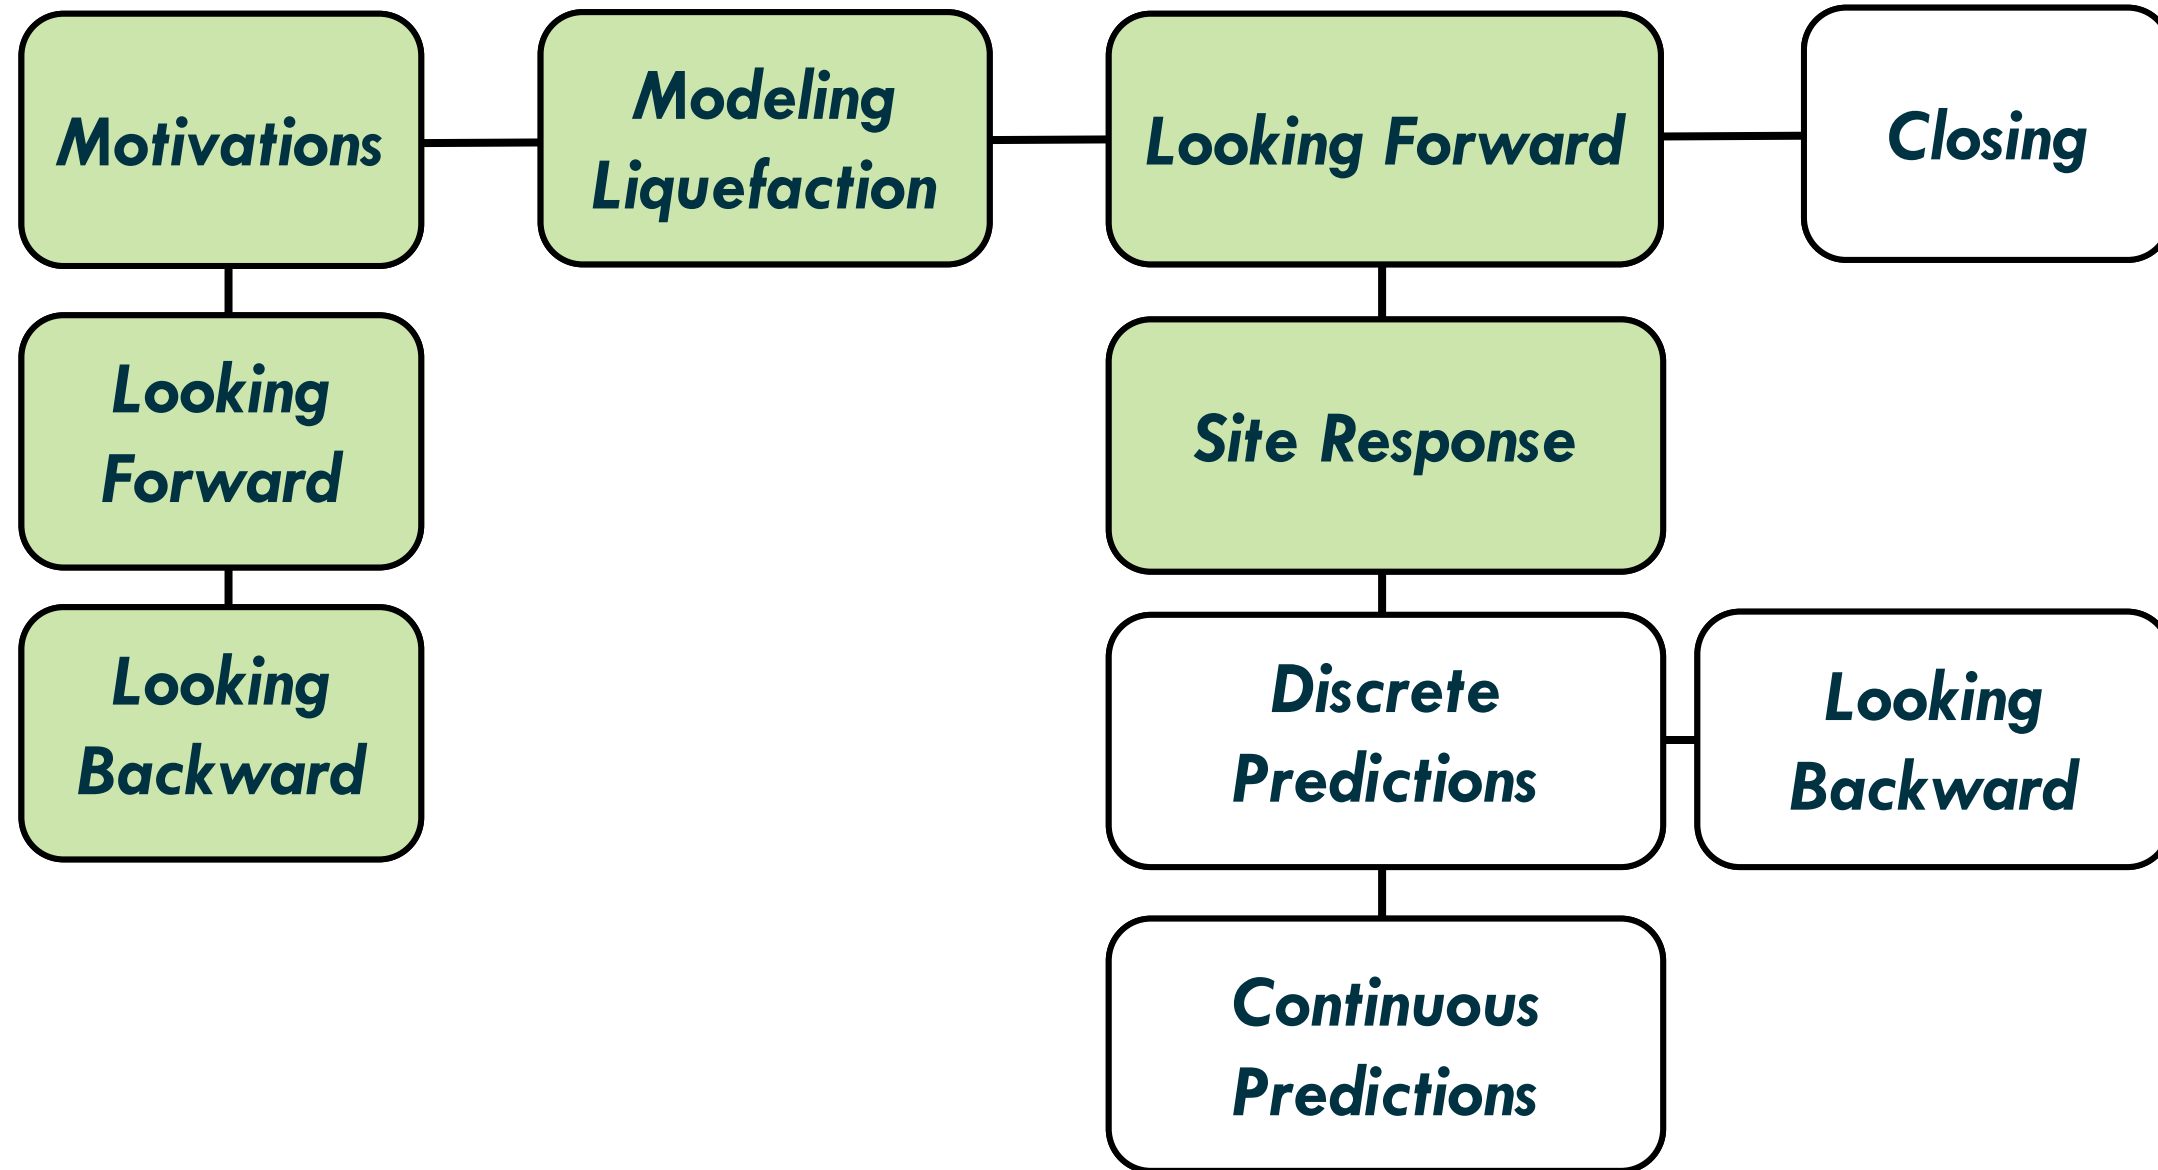 Motivations
Modeling
Liquefaction
Looking Forward
Closing
Looking
Forward
Site Response
Looking
Backward
Discrete
Predictions
Looking
Backward
Continuous
Predictions